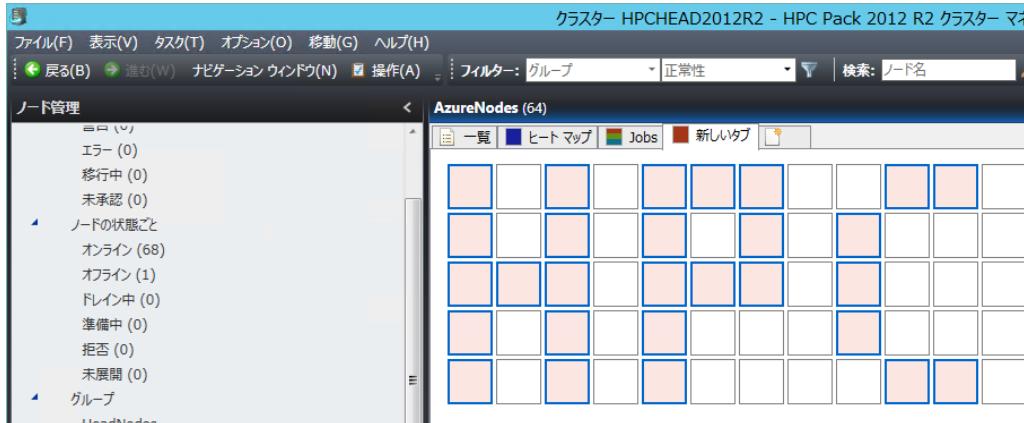 クラスター HPCHEAD2012R2 - HPC Pack 2012 R2 クラスター マネ
ファイル(F) 表示(V) タスク(T) オプション(O) 移動(G) ヘルプ(H)
戻る(B) 進む(W) ナビゲーション ウィンドウ(N) 操作(A) フィルター: グループ 正常性 検索: ノード名
ノード管理
エラー (0)
移行中 (0)
未承認 (0)
ノードの状態ごと
オンライン (68)
オフライン (1)
ドレイン中 (0)
準備中 (0)
拒否 (0)
未展開 (0)
グループ
HeadNodes
AzureNodes (64)
一覧 ヒート マップ Jobs 新しいタブ